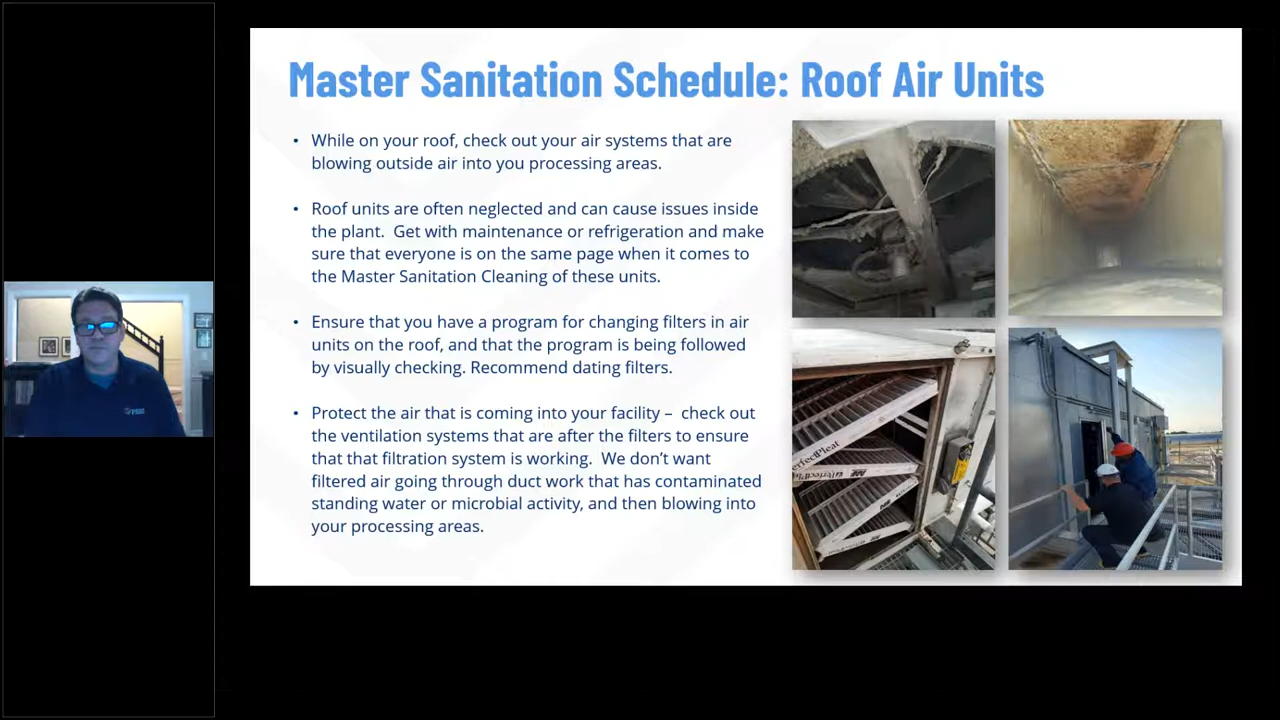 Master Sanitation Schedule: Roof Air Units
• While on your roof, check out your air systems that are
blowing outside air into you processing areas.
• Roof units are often neglected and can cause issues inside
the plant.  Get with maintenance or refrigeration and make
sure that everyone is on the same page when it comes to
the Master Sanitation Cleaning of these units.
• Ensure that you have a program for changing filters in air
units on the roof, and that the program is being followed
by visually checking. Recommend dating filters.
• Protect the air that is coming into your facility –  check out
the ventilation systems that are after the filters to ensure
that that filtration system is working.  We don’t want
filtered air going through duct work that has contaminated
standing water or microbial activity, and then blowing into
your processing areas.
erfectPleat
PerfectPleat